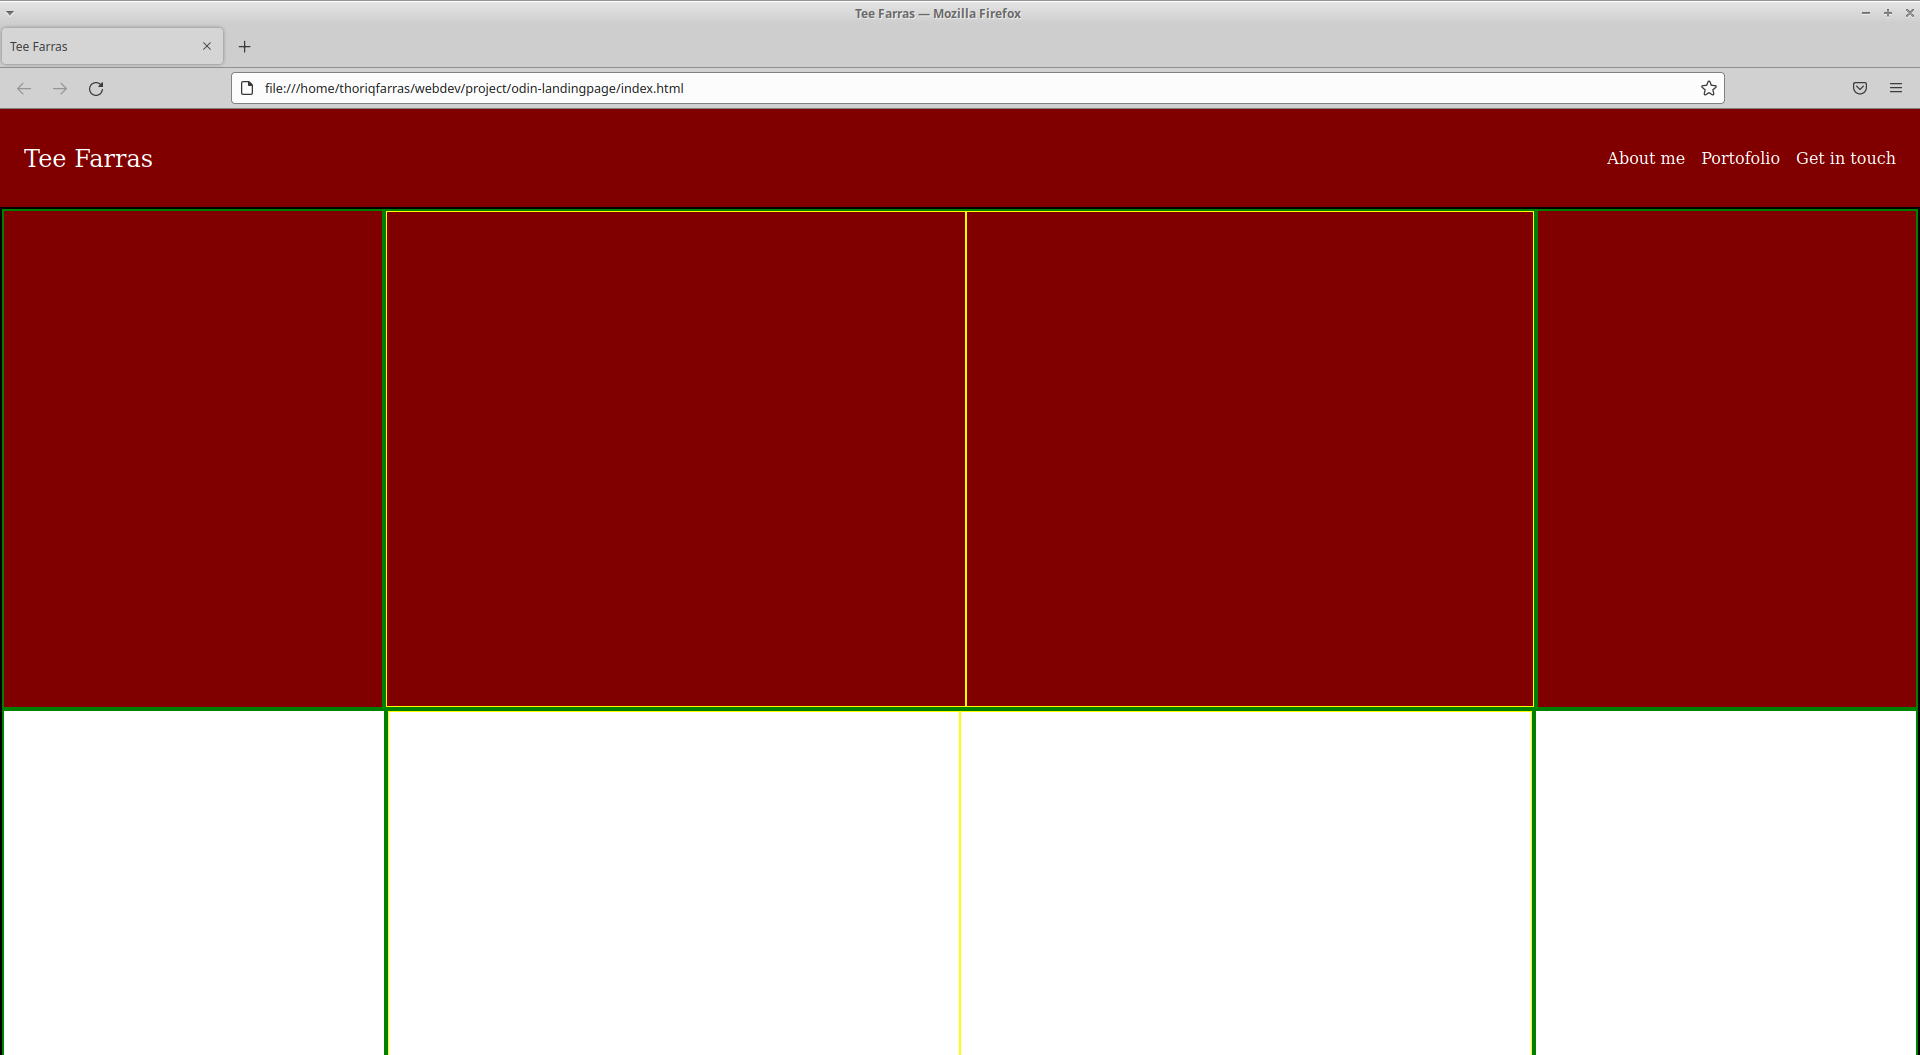 Tee Farras — Mozilla Firefox
Tee Farras
file:///home/thoriqfarras/webdev/project/odin-landingpage/index.html
Tee Farras About me Portofolio Get in touch